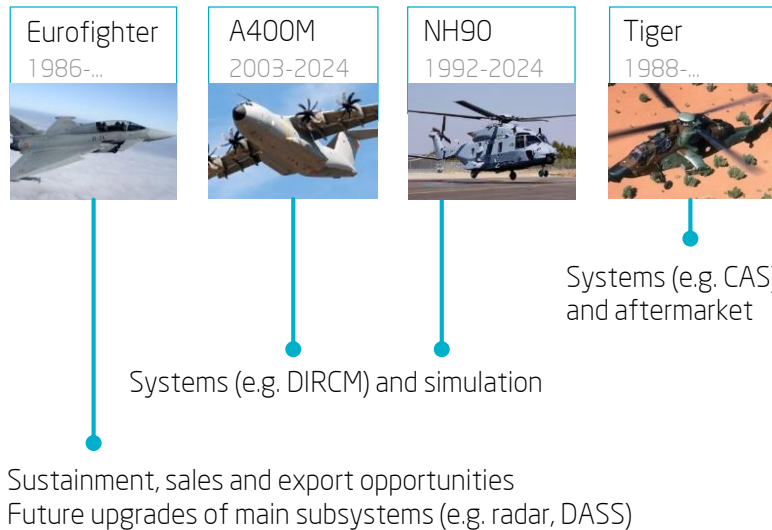 Eurofighter
1986-...
A400M
2003-2024
NH90
1992-2024
Tiger
1988-...
Systems (e.g. CAS)
and aftermarket
Systems (e.g. DIRCM) and simulation
Sustainment, sales and export opportunities
Future upgrades of main subsystems (e.g. radar, DASS)